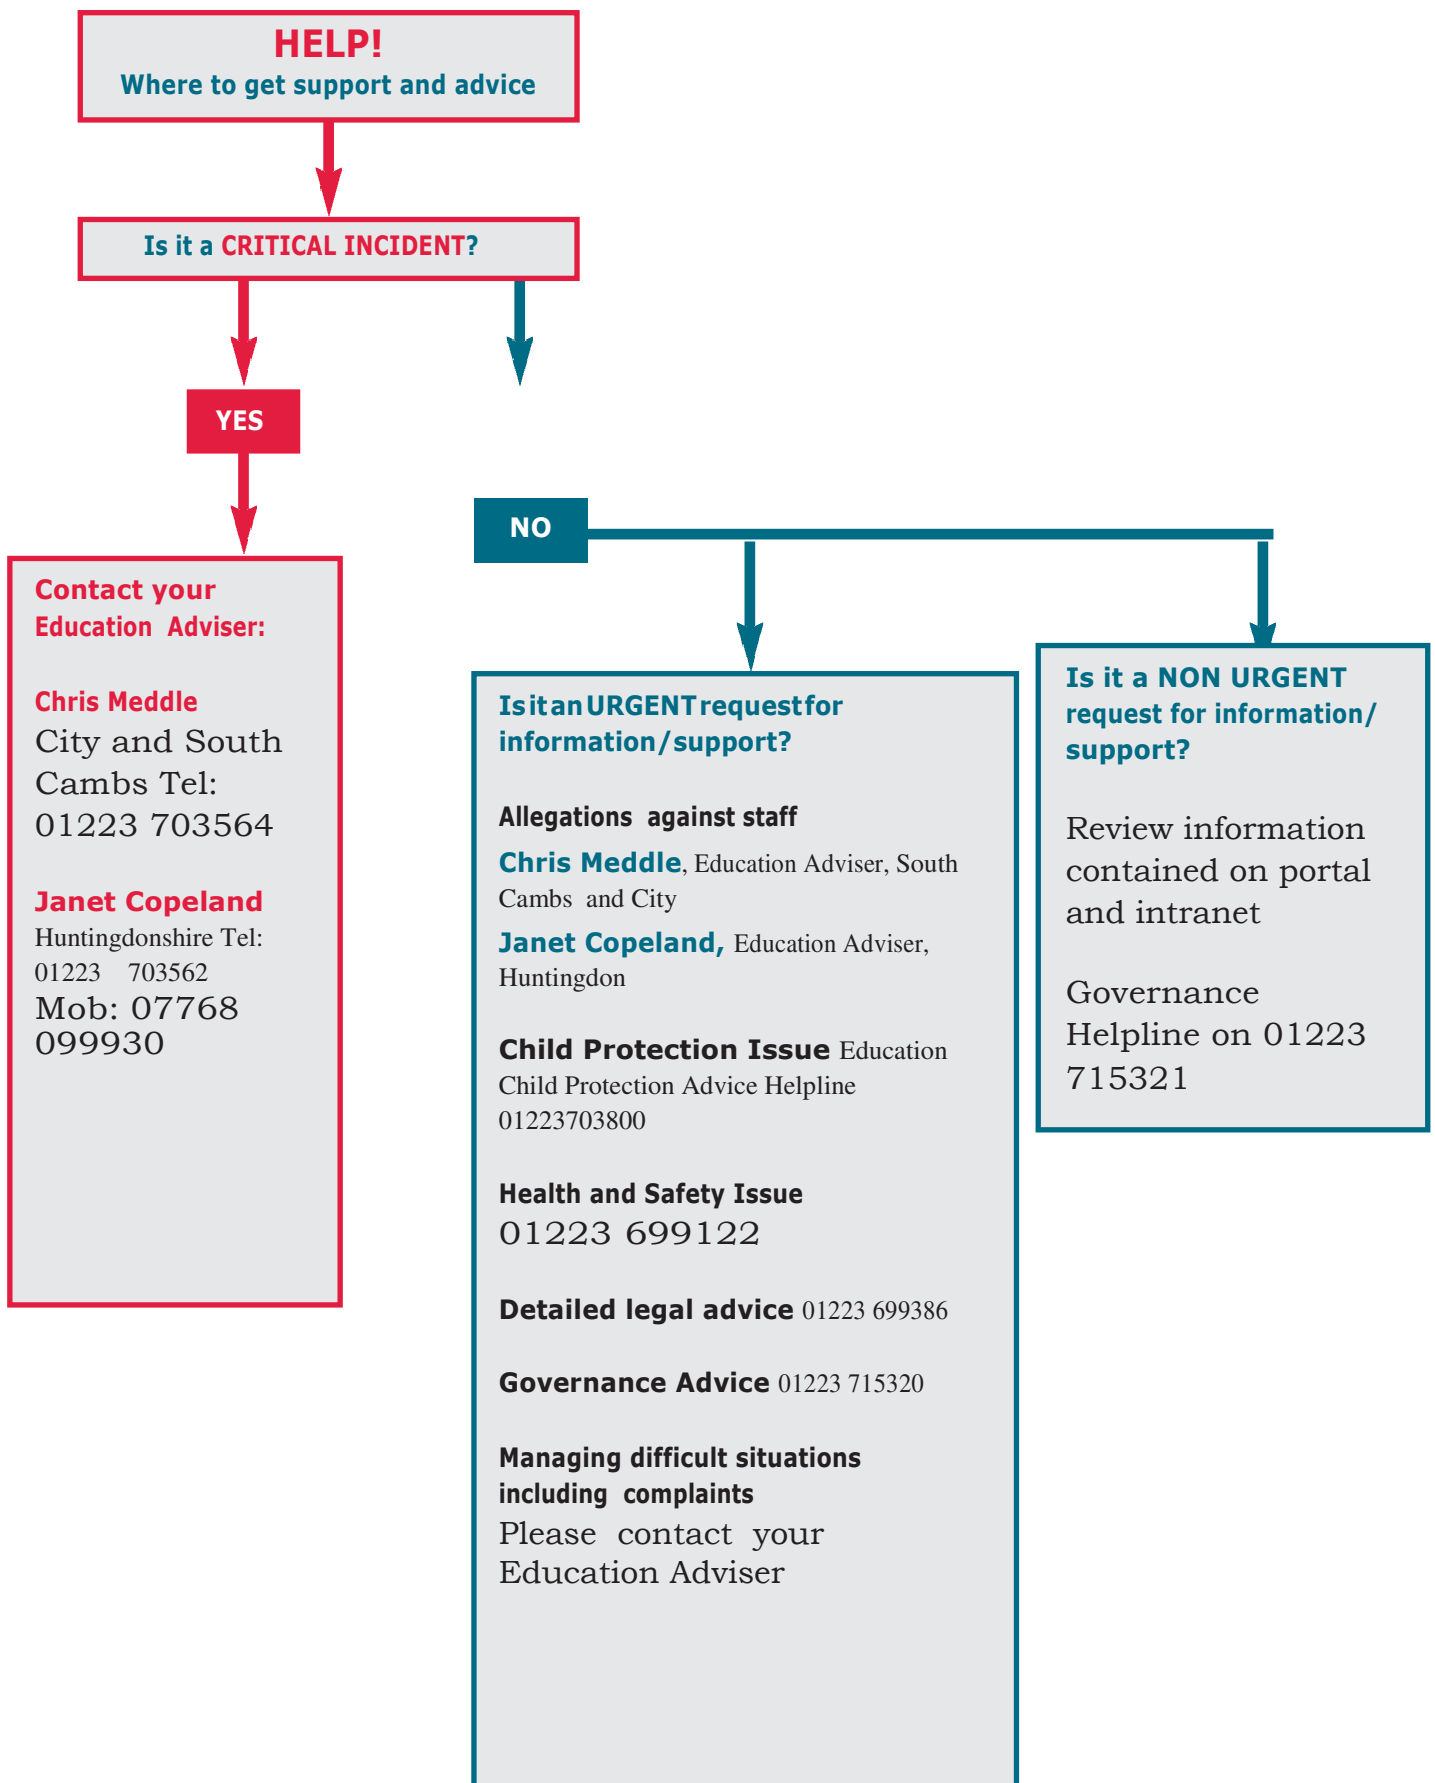 HELP!
Where to get support and advice
Is it a CRITICAL INCIDENT?
YES
NO
Contact your
Education Adviser:
Chris Meddle
City and South
Cambs Tel:
01223 703564
Janet Copeland
Huntingdonshire Tel:
01223 703562
Mob: 07768
099930
Is it an URGENT request for
information/support?
Allegations against staff
Chris Meddle, Education Adviser, South
Cambs and City
Janet Copeland, Education Adviser,
Huntingdon
Child Protection Issue Education
Child Protection Advice Helpline
01223703800
Health and Safety Issue
01223 699122
Detailed legal advice 01223 699386
Governance Advice 01223 715320
Managing difficult situations
including complaints
Please contact your
Education Adviser
Is it a NON URGENT
request for information/
support?
Review information
contained on portal
and intranet
Governance
Helpline on 01223
715321